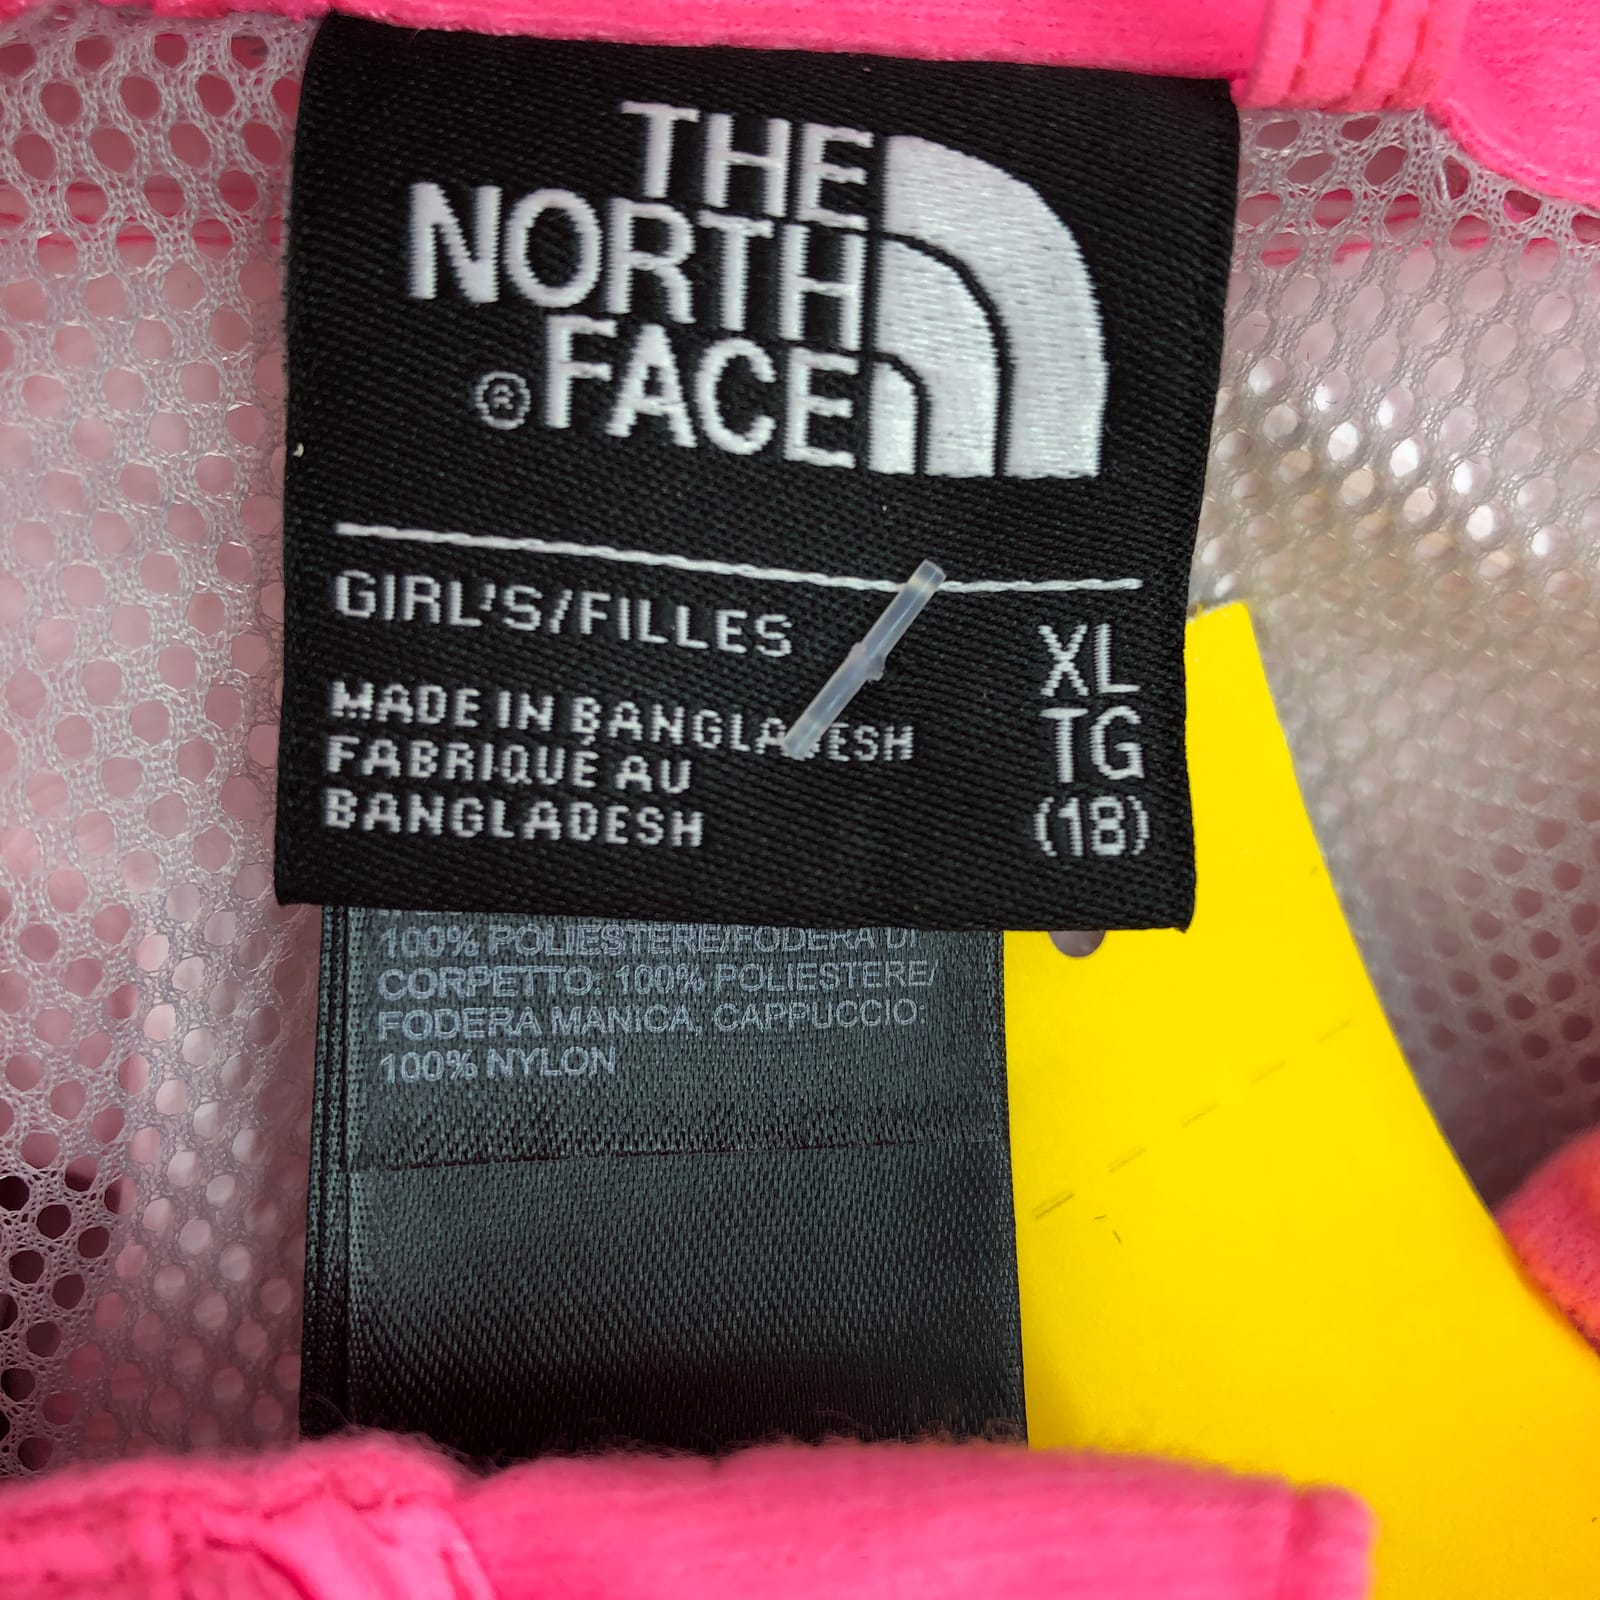 THE
NORTH
® FACE
GIRL'S/FILLES
XL
MADE IN BANGLADESH
TG
FABRIQUÉ AU
BANGLADESH
(18)
100% POLIESTERE/FODERA DI
CORPETTO: 100% POLIESTERE/
FODERA MANICA, CAPPUCCIO:
100% NYLON